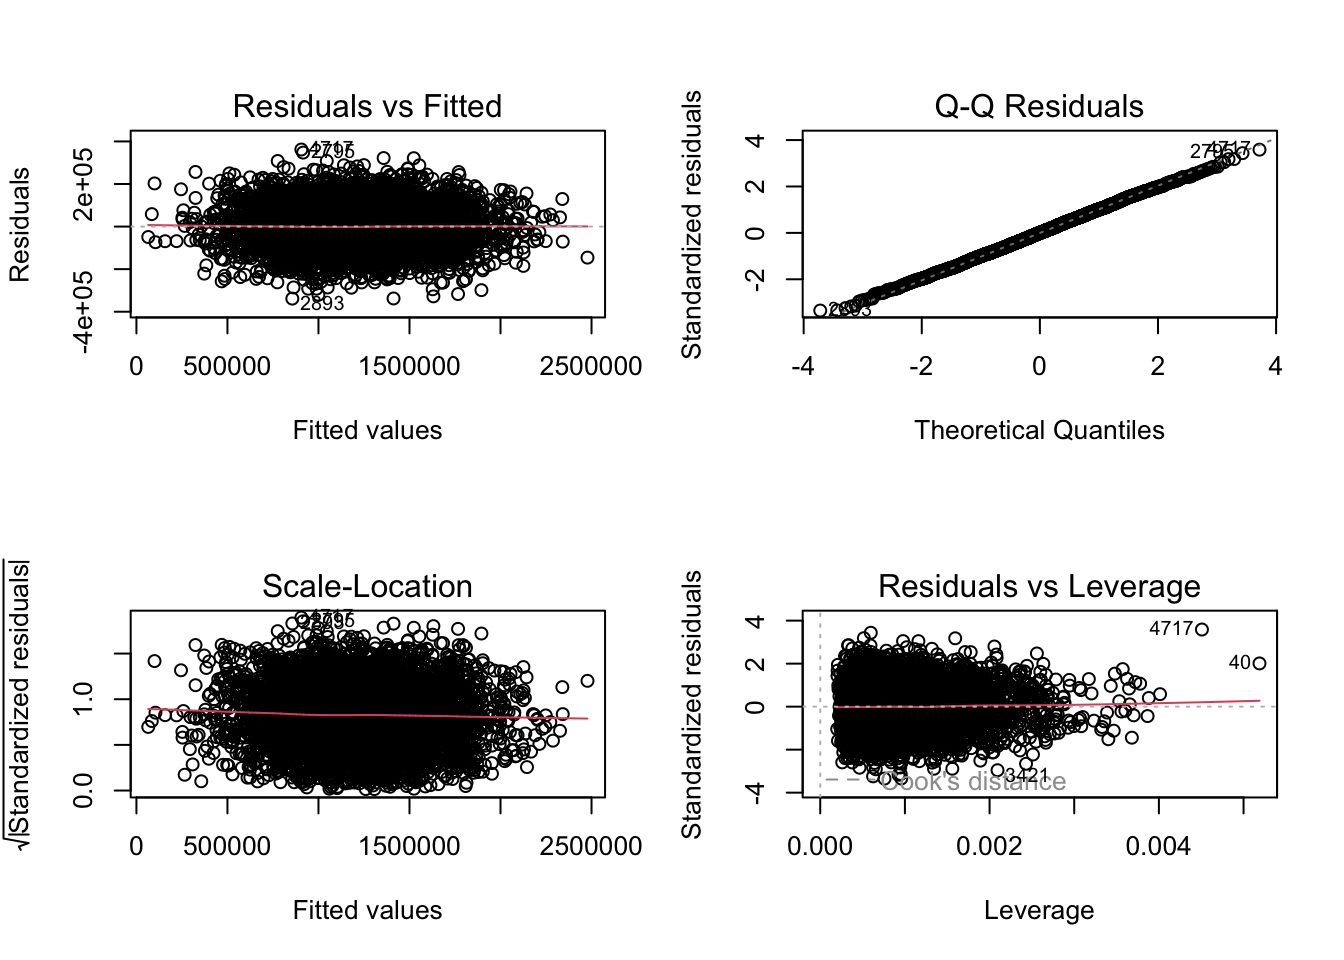 Residuals vs Fitted
Residuals
2e+05
-4e+05
4717
2795
2893
0 500000 1500000 2500000
Fitted values
Q-Q Residuals
Standardized residuals
4
2
0
-2
4717
2795
2893
-4 -2 0 2 4
Theoretical Quantiles
Scale-Location
√|Standardized residuals|
1.0
0.0
4717
0 500000 1500000 2500000
Fitted values
Residuals vs Leverage
Standardized residuals
4
2
0
-4
4717
40
3421
Cook's distance
0.000 0.002 0.004
Leverage